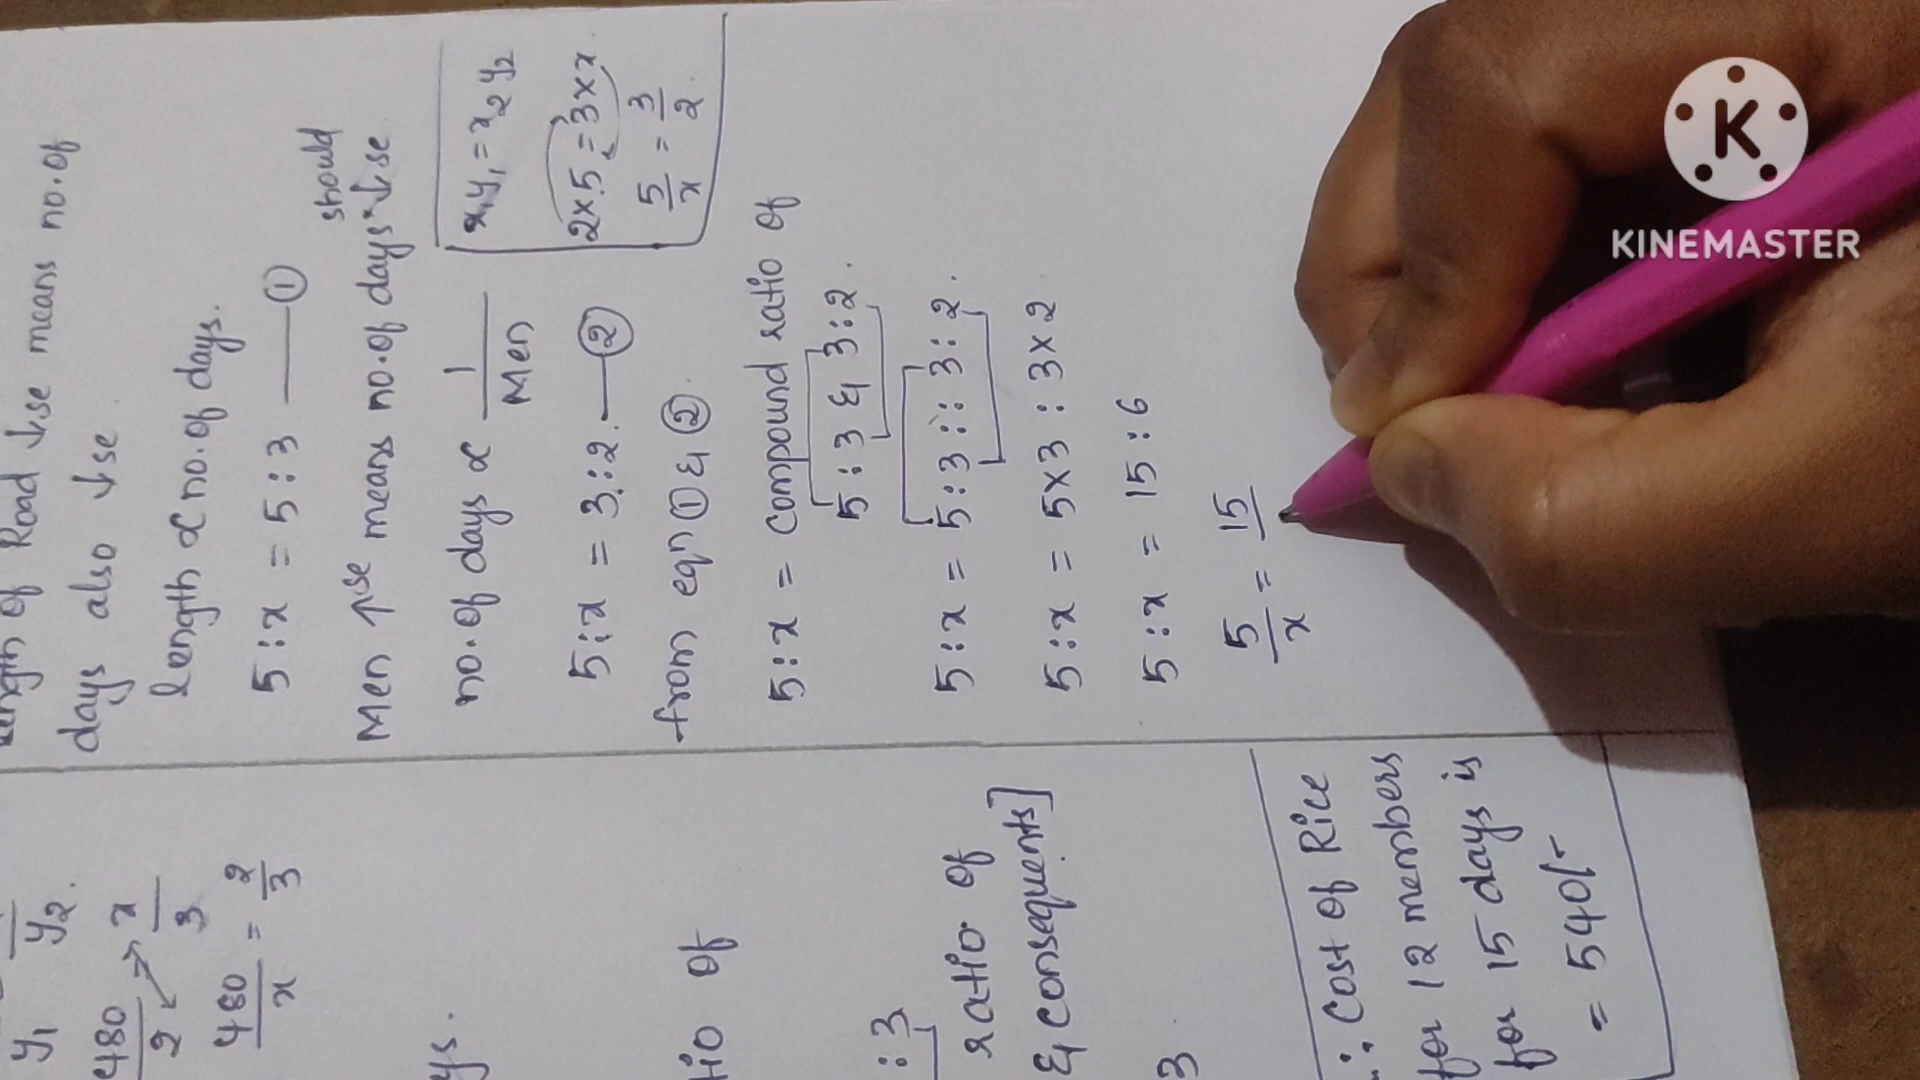 length of Road ↓se means no.of
days also ↓se
length ∝ no.of days.
5:x = 5:3 —— ①
should
Men ↑se means no.of days ↓se
no.of days ∝ 1/Men
x₁y₁ = x₂y₂
2×5 = 3×x
5/x = 3/2
5:x = 3:2. —— ②
from eqn ① & ②
5:x = compound ratio of
5:3 & 3:2.
5:x = 5:3 :: 3:2.
5:x = 5×3 : 3×2
5:x = 15:6
5/x = 15
y₁ y₂.
480/2 x/3
480/x = 2/3
ys.
tio of
:3
ratio of
& consequents]
3
∴ Cost of Rice
for 12 members
for 15 days is
= 540/-
K
KINEMASTER